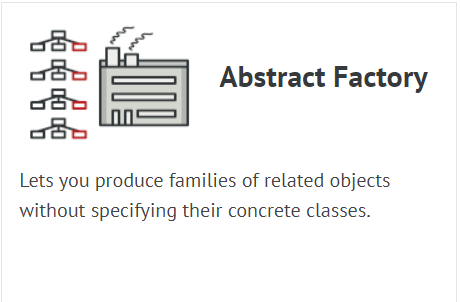 Abstract Factory
Lets you produce families of related objects
without specifying their concrete classes.